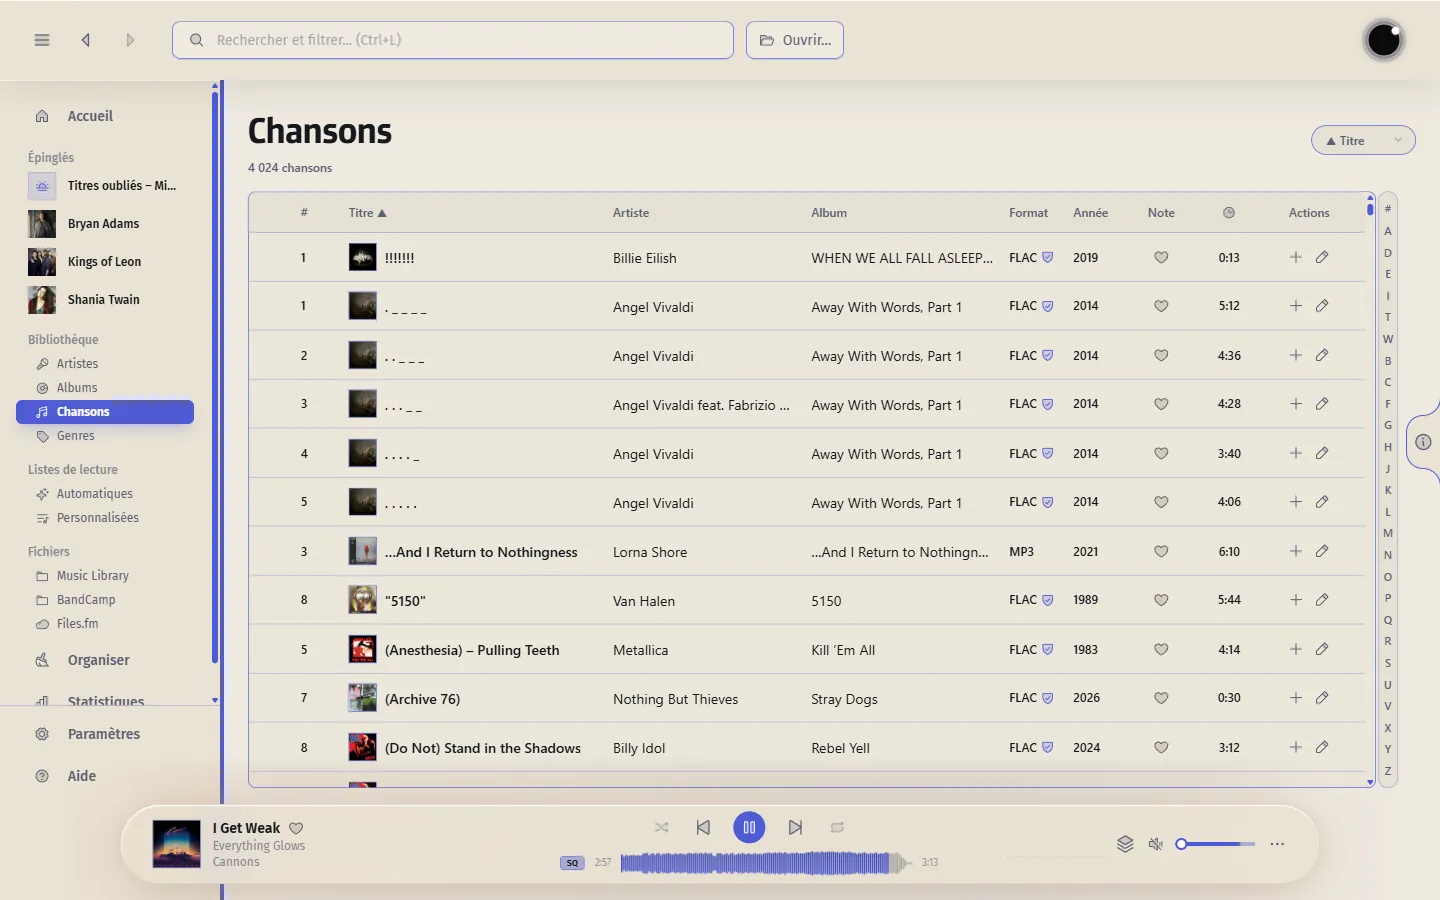 Rechercher et filtrer... (Ctrl+L)
Ouvrir...
Accueil
Épinglés
Titres oubliés – Mi...
Bryan Adams
Kings of Leon
Shania Twain
Bibliothèque
Artistes
Albums
Chansons
Genres
Listes de lecture
Automatiques
Personnalisées
Fichiers
Music Library
BandCamp
Files.fm
Organiser
Statistiques
Paramètres
Aide
Chansons
4 024 chansons
▲ Titre
# Titre ▲ Artiste Album Format Année Note Actions
1 !!!!!!! Billie Eilish WHEN WE ALL FALL ASLEEP... FLAC 2019 0:13
1 . _ _ _ _ Angel Vivaldi Away With Words, Part 1 FLAC 2014 5:12
2 . . _ _ _ Angel Vivaldi Away With Words, Part 1 FLAC 2014 4:36
3 . . . _ _ Angel Vivaldi feat. Fabrizio ... Away With Words, Part 1 FLAC 2014 4:28
4 . . . . _ Angel Vivaldi Away With Words, Part 1 FLAC 2014 3:40
5 . . . . . Angel Vivaldi Away With Words, Part 1 FLAC 2014 4:06
3 ...And I Return to Nothingness Lorna Shore ...And I Return to Nothingn... MP3 2021 6:10
8 "5150" Van Halen 5150 FLAC 1989 5:44
5 (Anesthesia) – Pulling Teeth Metallica Kill 'Em All FLAC 1983 4:14
7 (Archive 76) Nothing But Thieves Stray Dogs FLAC 2026 0:30
8 (Do Not) Stand in the Shadows Billy Idol Rebel Yell FLAC 2024 3:12
#
A
D
E
I
T
W
B
C
F
G
H
J
K
L
M
N
O
P
Q
R
S
U
V
X
Y
Z
I Get Weak
Everything Glows
Cannons
SQ 2:57 3:13